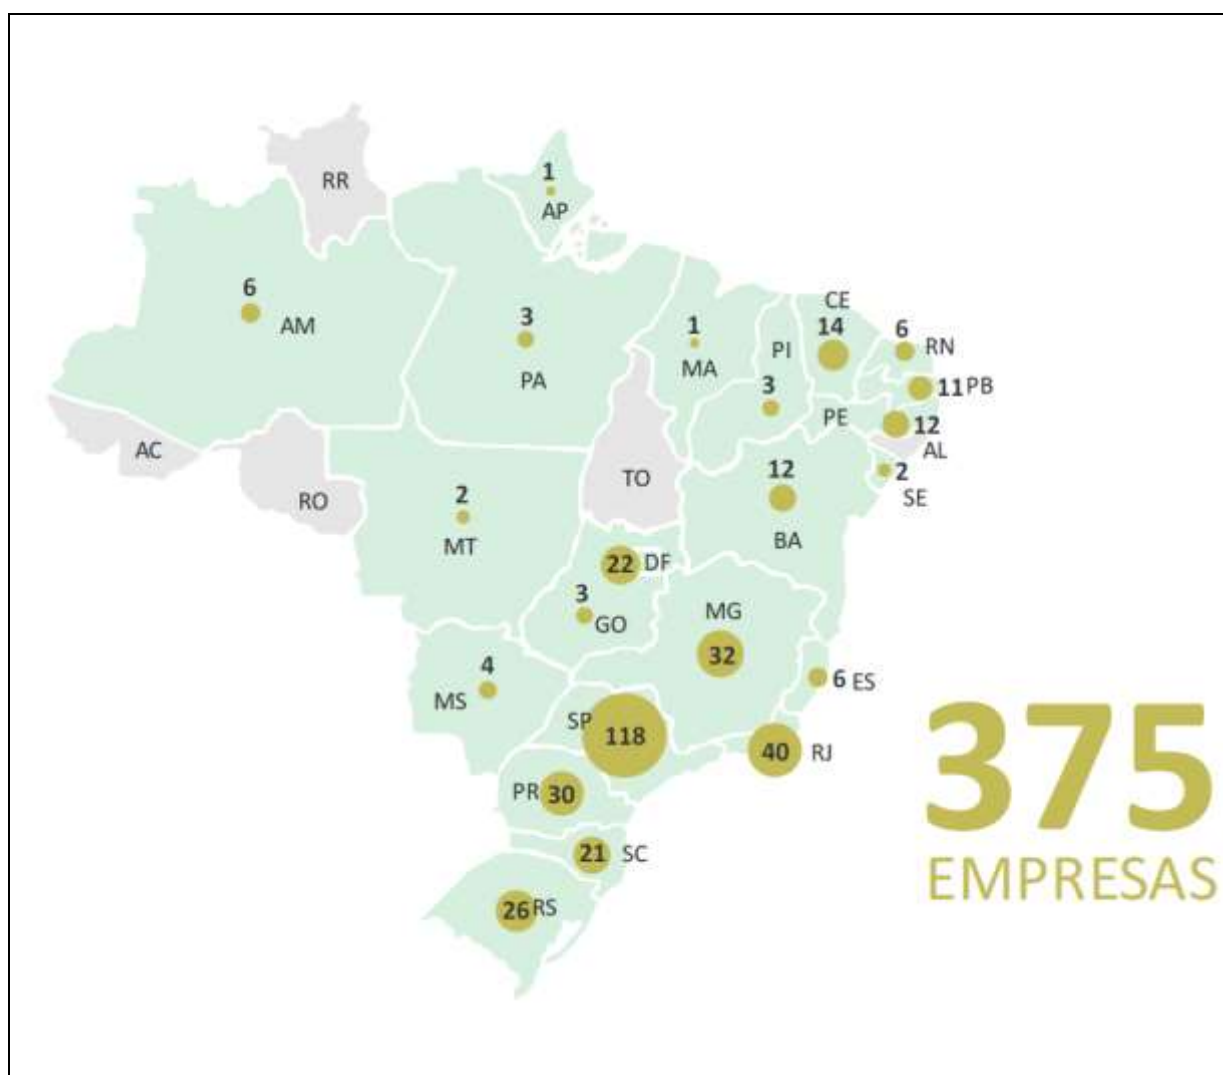 RR
1
AP
6
AM
3
PA
1
MA
PI
3
CE
14
6
RN
11 PB
PE
12
AL
2
SE
AC
RO
TO
2
MT
12
BA
22 DF
3
GO
MG
32
6 ES
4
MS
SP
118
40 RJ
PR 30
21 SC
26 RS
375
EMPRESAS